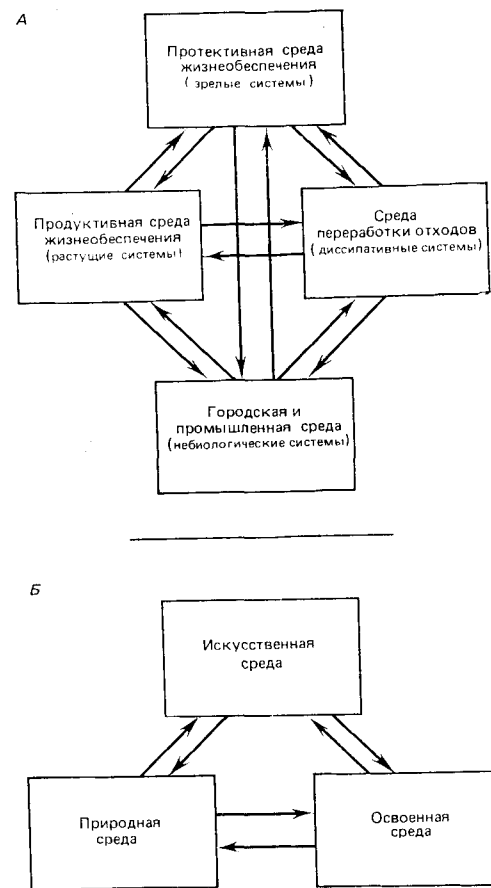 А
Протективная среда
жизнеобеспечения
(зрелые системы)
Продуктивная среда
жизнеобеспечения
(растущие системы)
Среда
переработки отходов
(диссипативные системы)
Городская и
промышленная среда
(небиологические системы)
Б
Искусственная
среда
Природная
среда
Освоенная
среда